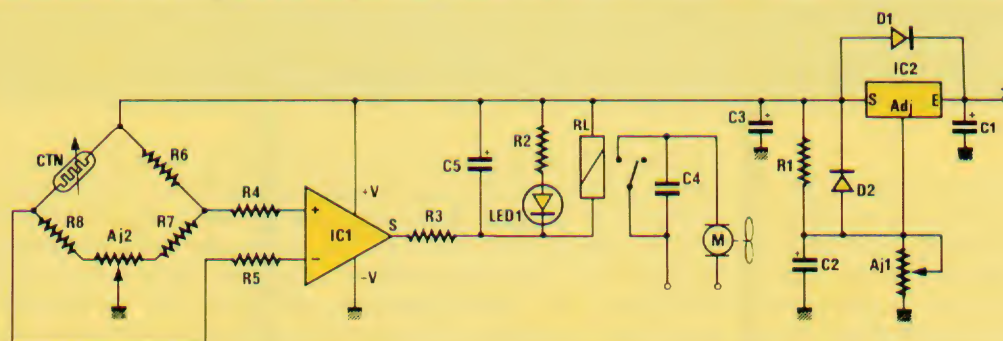 D1
IC2
S Adj E
C1
C3
R1
D2
C2
Aj1
CTN
R6
R8
Aj2
R7
R4
R5
+V
IC1
-V
S
R3
C5
R2
LED1
RL
C4
M
+
-
+
+
+
+
+